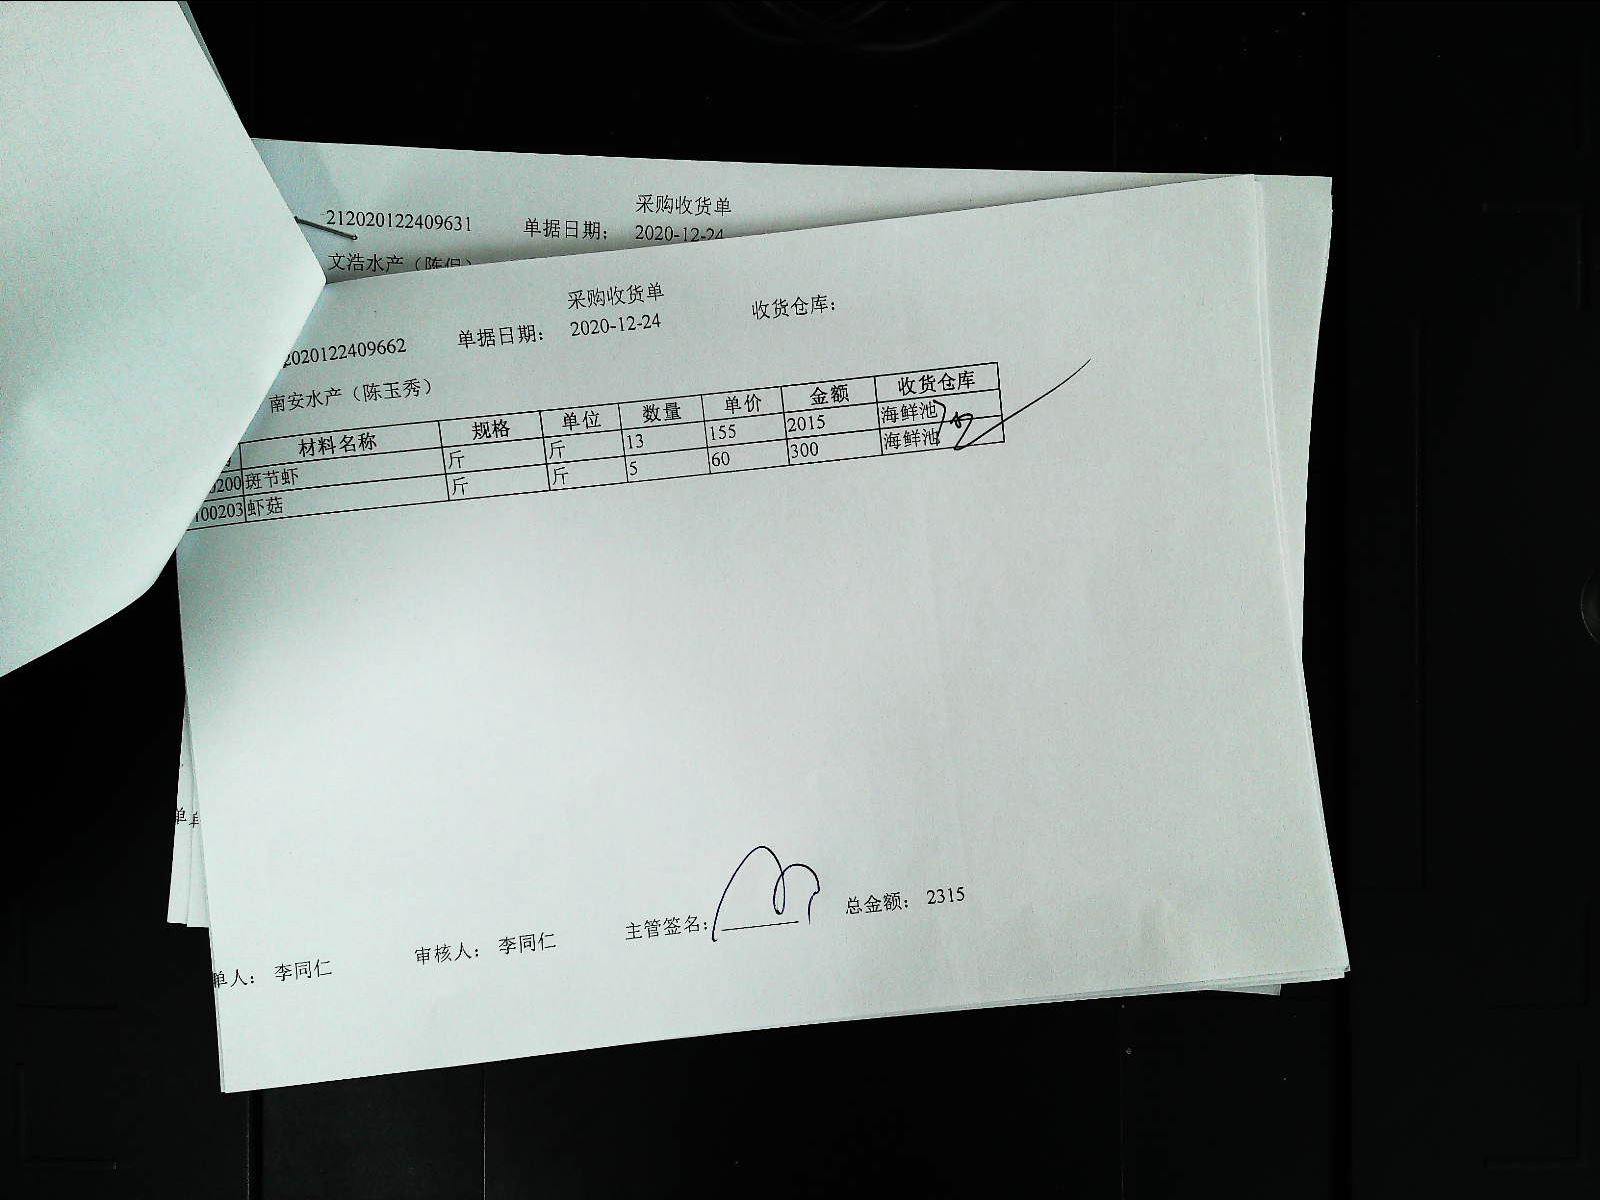 采购收货单
212020122409631 单据日期: 2020-12-24
文浩水产（陈
采购收货单
2020122409662 单据日期: 2020-12-24 收货仓库:
南安水产（陈玉秀）
材料名称 规格 单位 数量 单价 金额 收货仓库
200 斑节虾 斤 斤 13 155 2015 海鲜池
100203 虾菇 斤 斤 5 60 300 海鲜池
单人: 李同仁 审核人: 李同仁 主管签名: 总金额: 2315